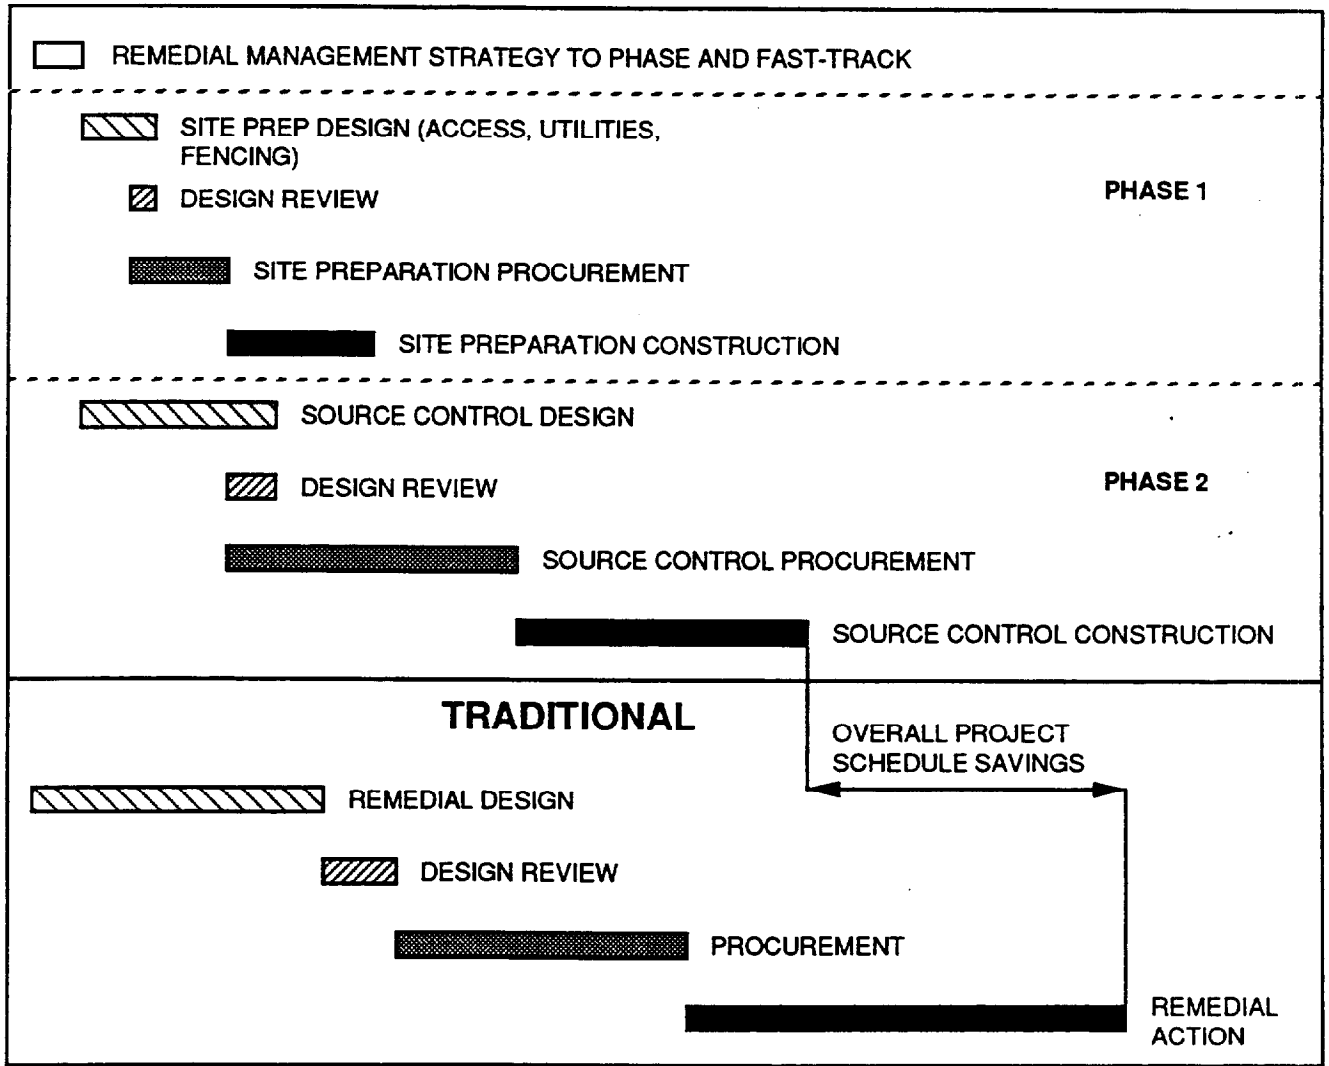 REMEDIAL MANAGEMENT STRATEGY TO PHASE AND FAST-TRACK
SITE PREP DESIGN (ACCESS, UTILITIES,
FENCING)
PHASE 1
DESIGN REVIEW
SITE PREPARATION PROCUREMENT
SITE PREPARATION CONSTRUCTION
SOURCE CONTROL DESIGN
PHASE 2
DESIGN REVIEW
SOURCE CONTROL PROCUREMENT
SOURCE CONTROL CONSTRUCTION
TRADITIONAL
OVERALL PROJECT
SCHEDULE SAVINGS
REMEDIAL DESIGN
DESIGN REVIEW
PROCUREMENT
REMEDIAL
ACTION